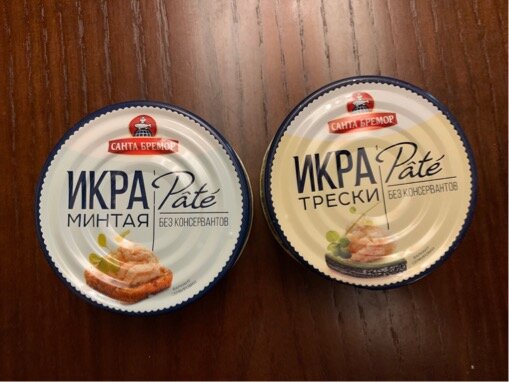 САНТА БРЕМОР
ИКРА
МИНТАЯ
Pâté
БЕЗ КОНСЕРВАНТОВ
САНТА БРЕМОР
ИКРА
ТРЕСКИ
Pâté
БЕЗ КОНСЕРВАНТОВ